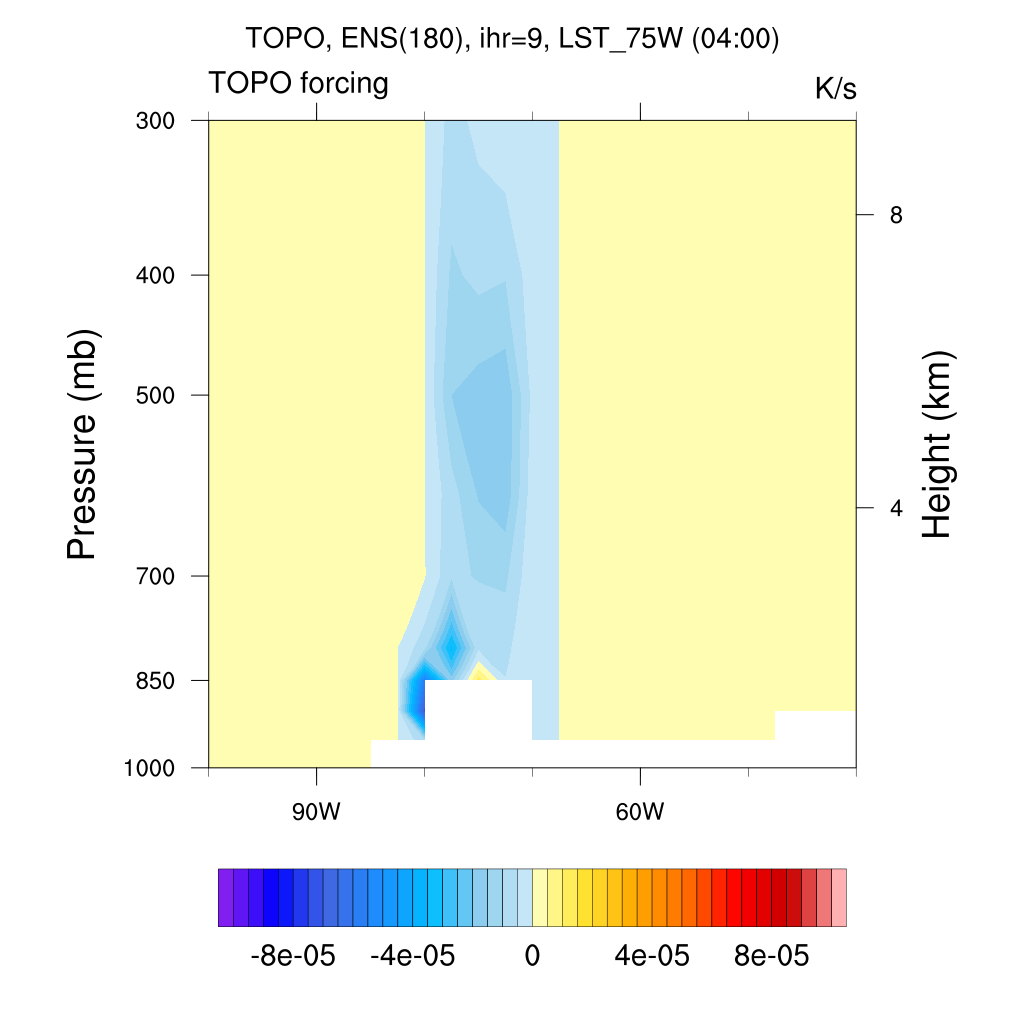 TOPO, ENS(180), ihr=9, LST_75W (04:00)
TOPO forcing
K/s
300
400
500
700
850
1000
Pressure (mb)
8
4
Height (km)
90W
60W
-8e-05
-4e-05
0
4e-05
8e-05